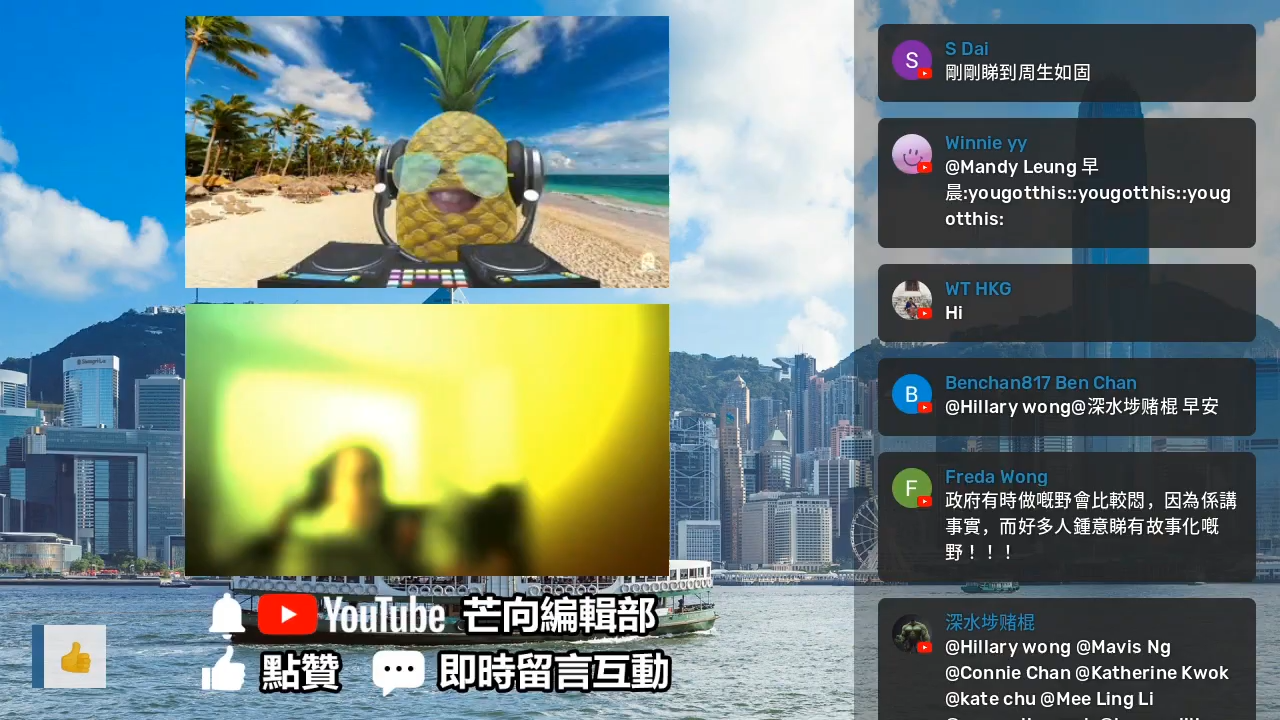 S Dai
剛剛睇到周生如固
Winnie yy
@Mandy Leung 早
晨:yougotthis::yougotthis::youg
otthis:
WT HKG
Hi
B
Benchan817 Ben Chan
@Hillary wong@深水埗赌棍 早安
F
Freda Wong
政府有時做嘅野會比較悶，因為係講
事實，而好多人鍾意睇有故事化嘅
野！！！
深水埗赌棍
@Hillary wong @Mavis Ng
@Connie Chan @Katherine Kwok
@kate chu @Mee Ling Li
S
YouTube 芒向編輯部
點贊 即時留言互動